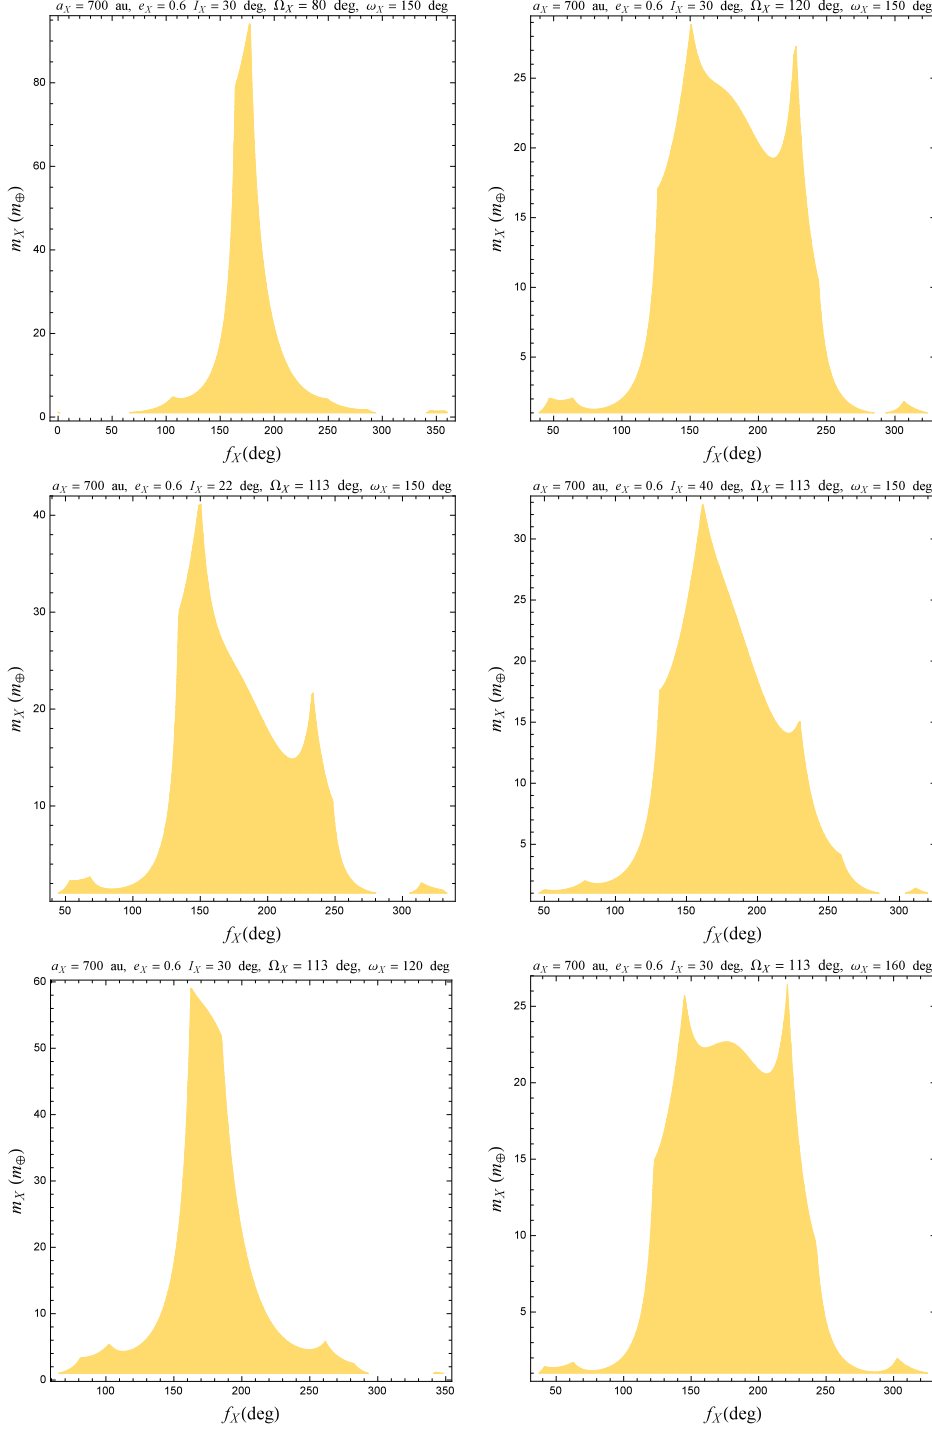 a_X = 700 au, e_X = 0.6 I_X = 30 deg, Ω_X = 80 deg, ω_X = 150 deg
80
60
40
20
0
m_X (m_⊕)
0 50 100 150 200 250 300 350
f_X(deg)
a_X = 700 au, e_X = 0.6 I_X = 30 deg, Ω_X = 120 deg, ω_X = 150 deg
25
20
15
10
5
m_X (m_⊕)
50 100 150 200 250 300
f_X(deg)
a_X = 700 au, e_X = 0.6 I_X = 22 deg, Ω_X = 113 deg, ω_X = 150 deg
40
30
20
10
m_X (m_⊕)
50 100 150 200 250 300
f_X(deg)
a_X = 700 au, e_X = 0.6 I_X = 40 deg, Ω_X = 113 deg, ω_X = 150 deg
30
25
20
15
10
5
m_X (m_⊕)
50 100 150 200 250 300
f_X(deg)
a_X = 700 au, e_X = 0.6 I_X = 30 deg, Ω_X = 113 deg, ω_X = 120 deg
60
50
40
30
20
10
0
m_X (m_⊕)
100 150 200 250 300 350
f_X(deg)
a_X = 700 au, e_X = 0.6 I_X = 30 deg, Ω_X = 113 deg, ω_X = 160 deg
25
20
15
10
5
m_X (m_⊕)
50 100 150 200 250 300
f_X(deg)